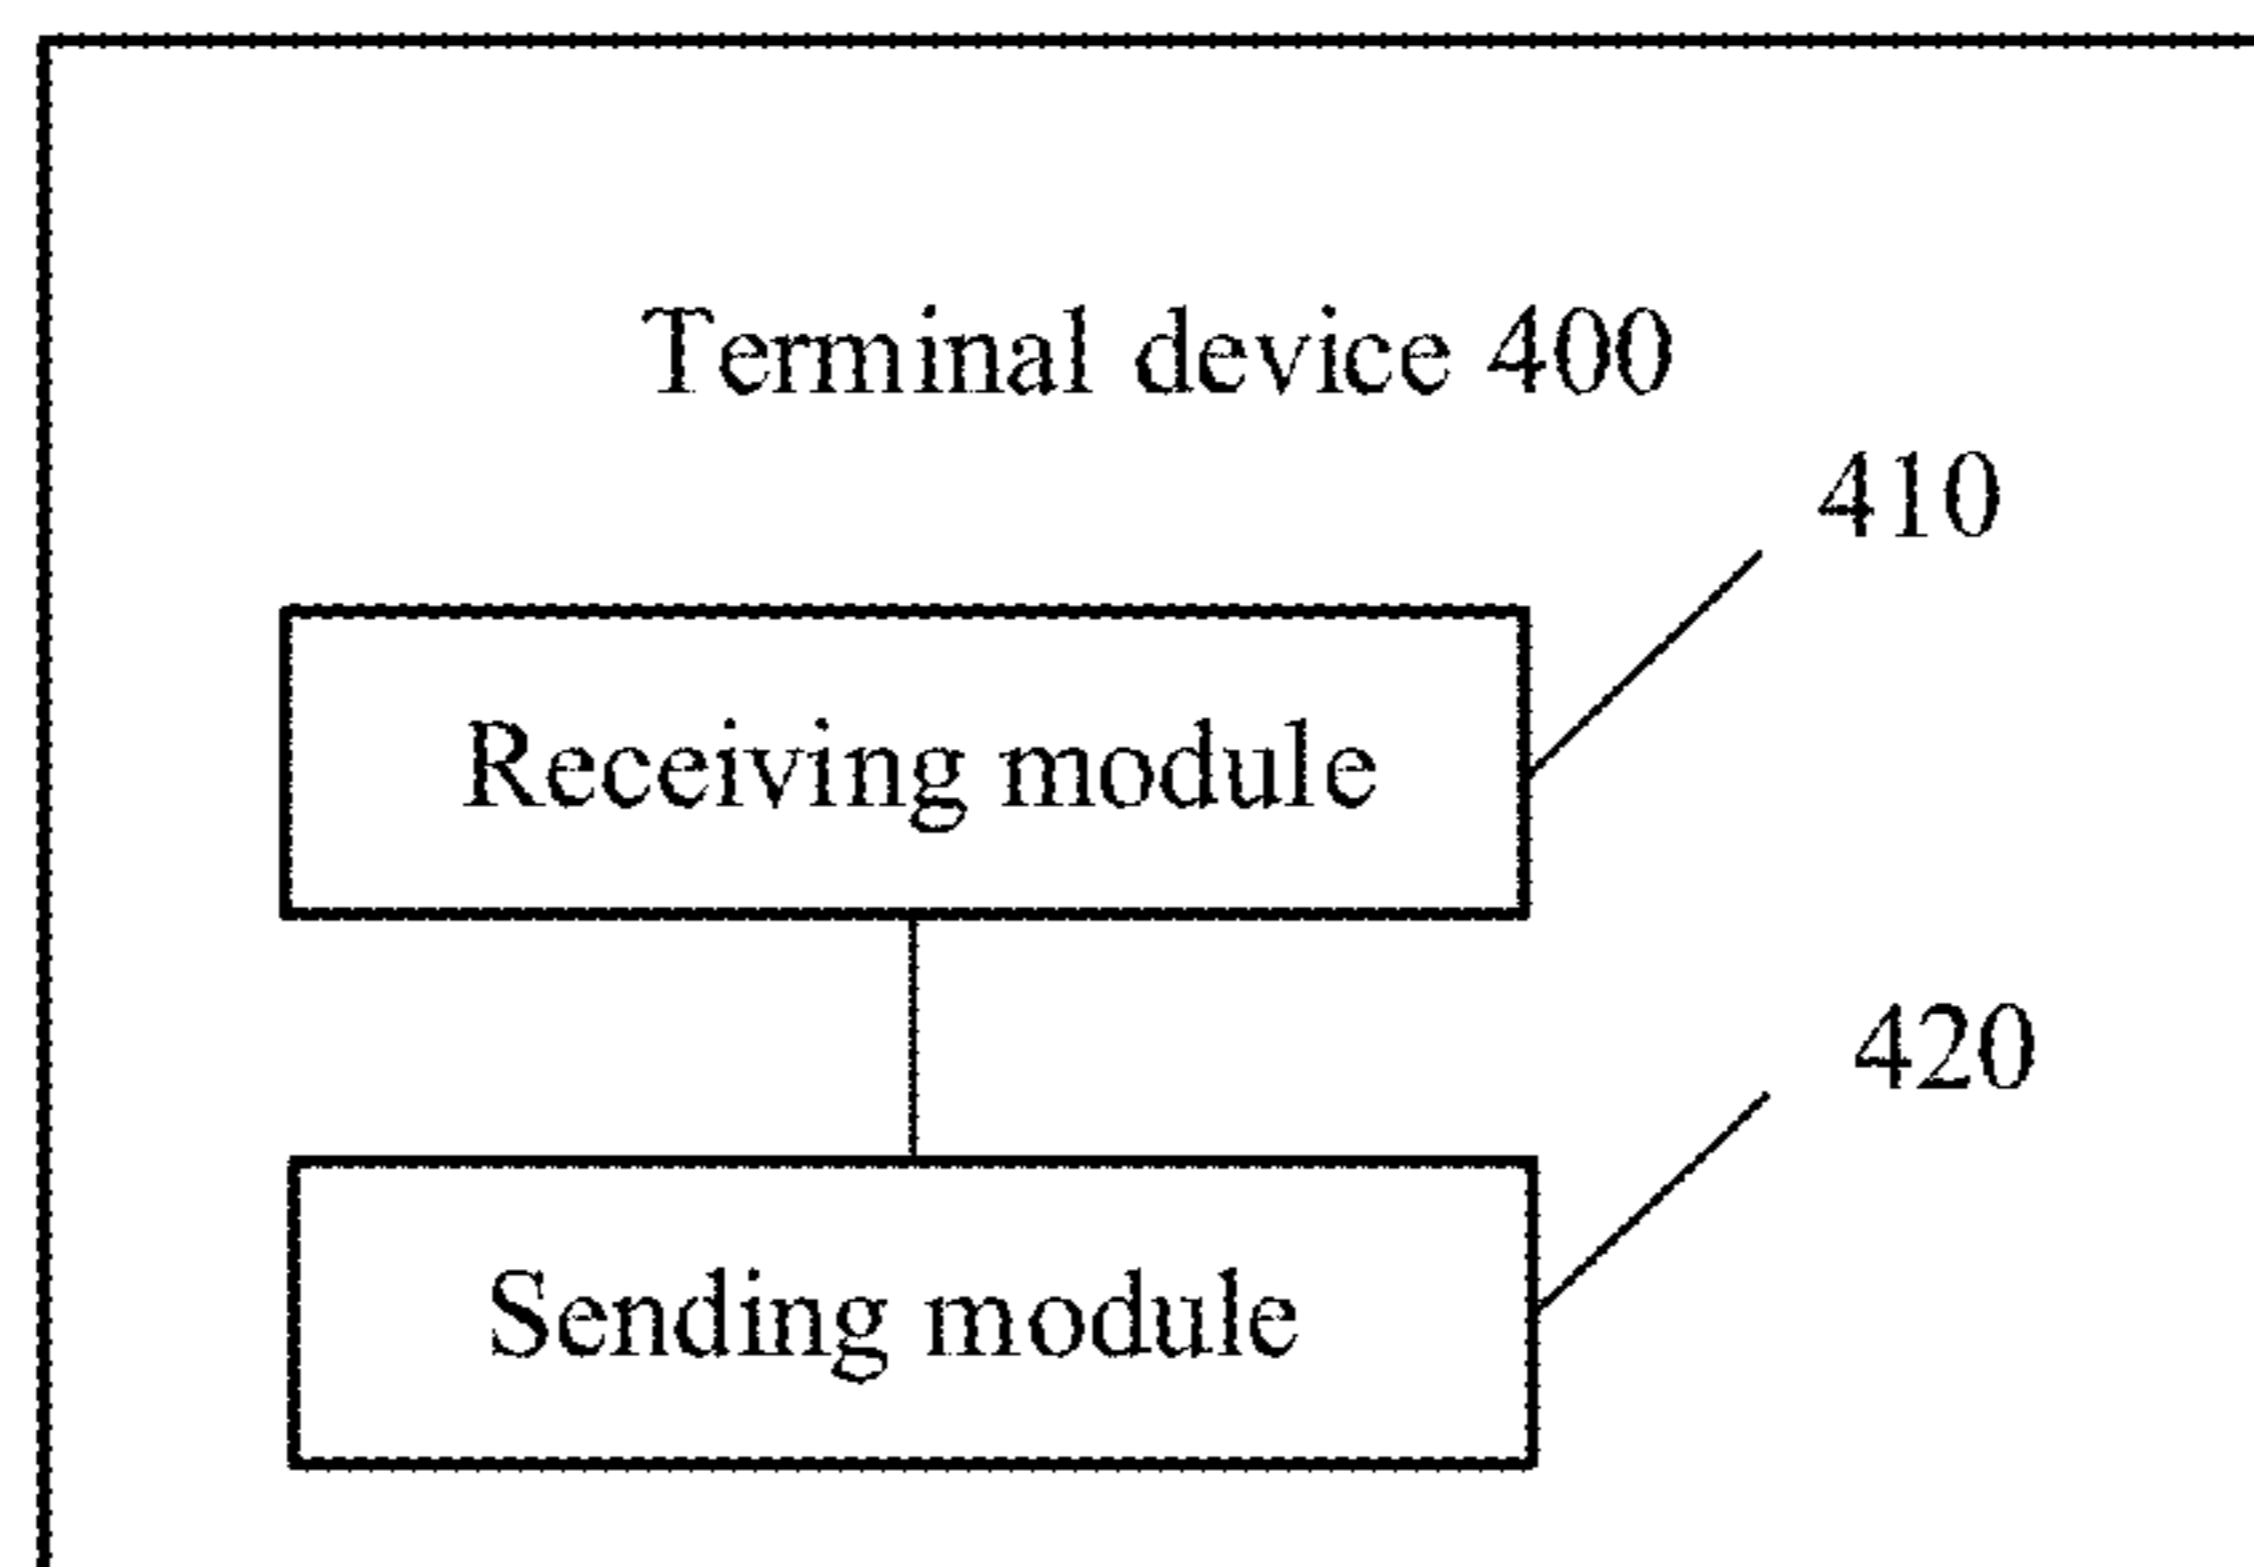 Terminal device 400
410
Receiving module
420
Sending module